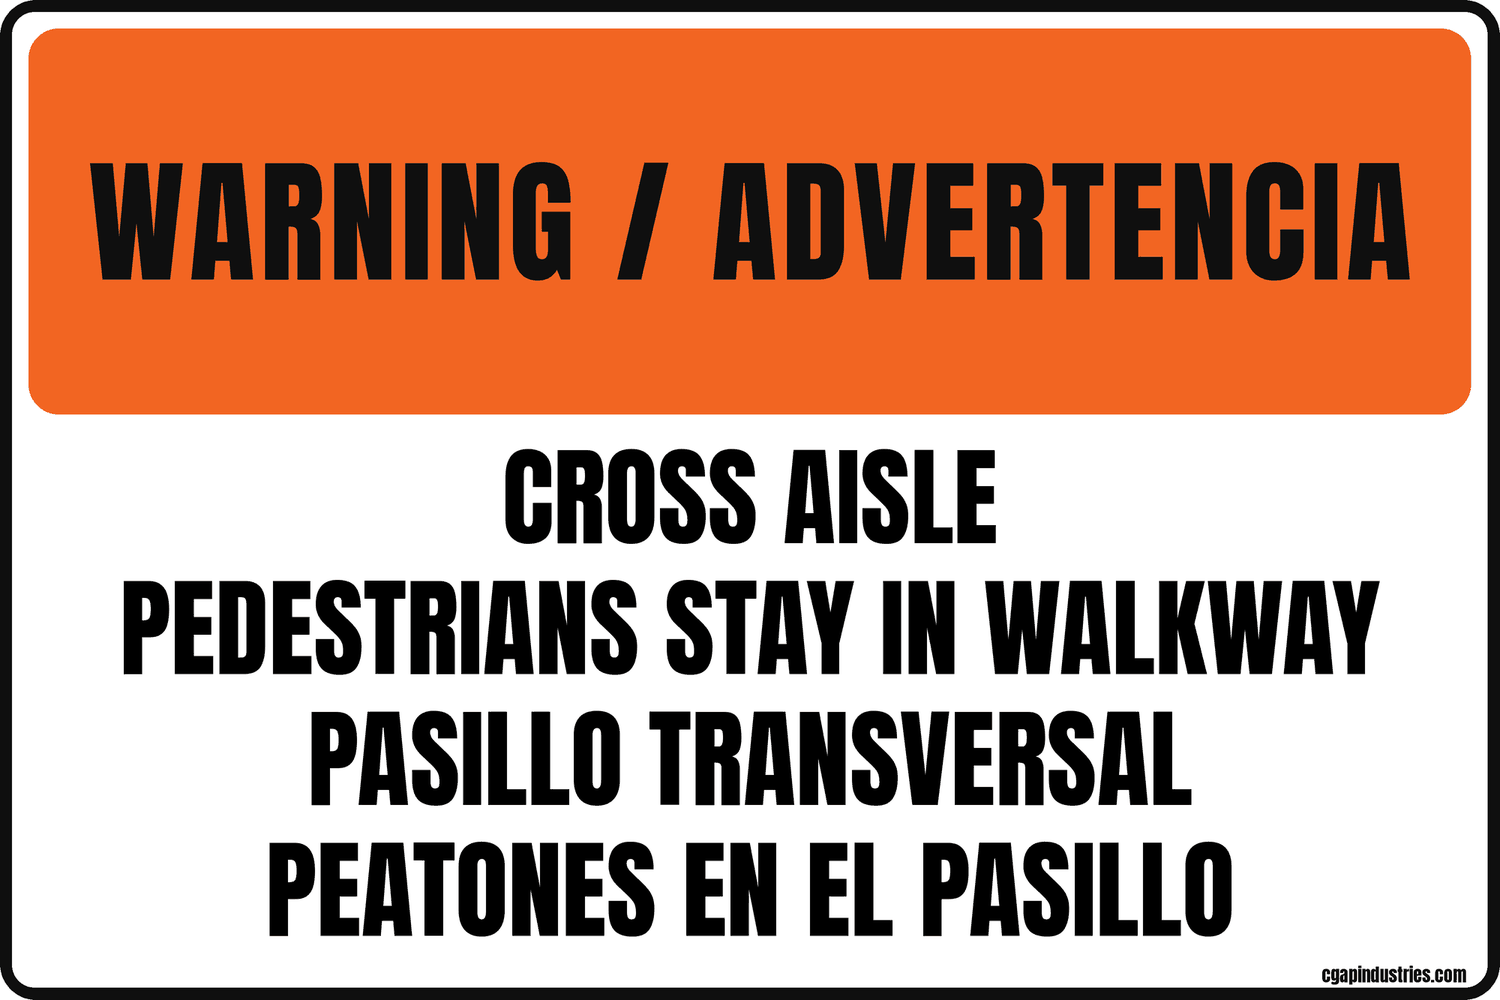 WARNING / ADVERTENCIA
CROSS AISLE
PEDESTRIANS STAY IN WALKWAY
PASILLO TRANSVERSAL
PEATONES EN EL PASILLO
cgapindustries.com